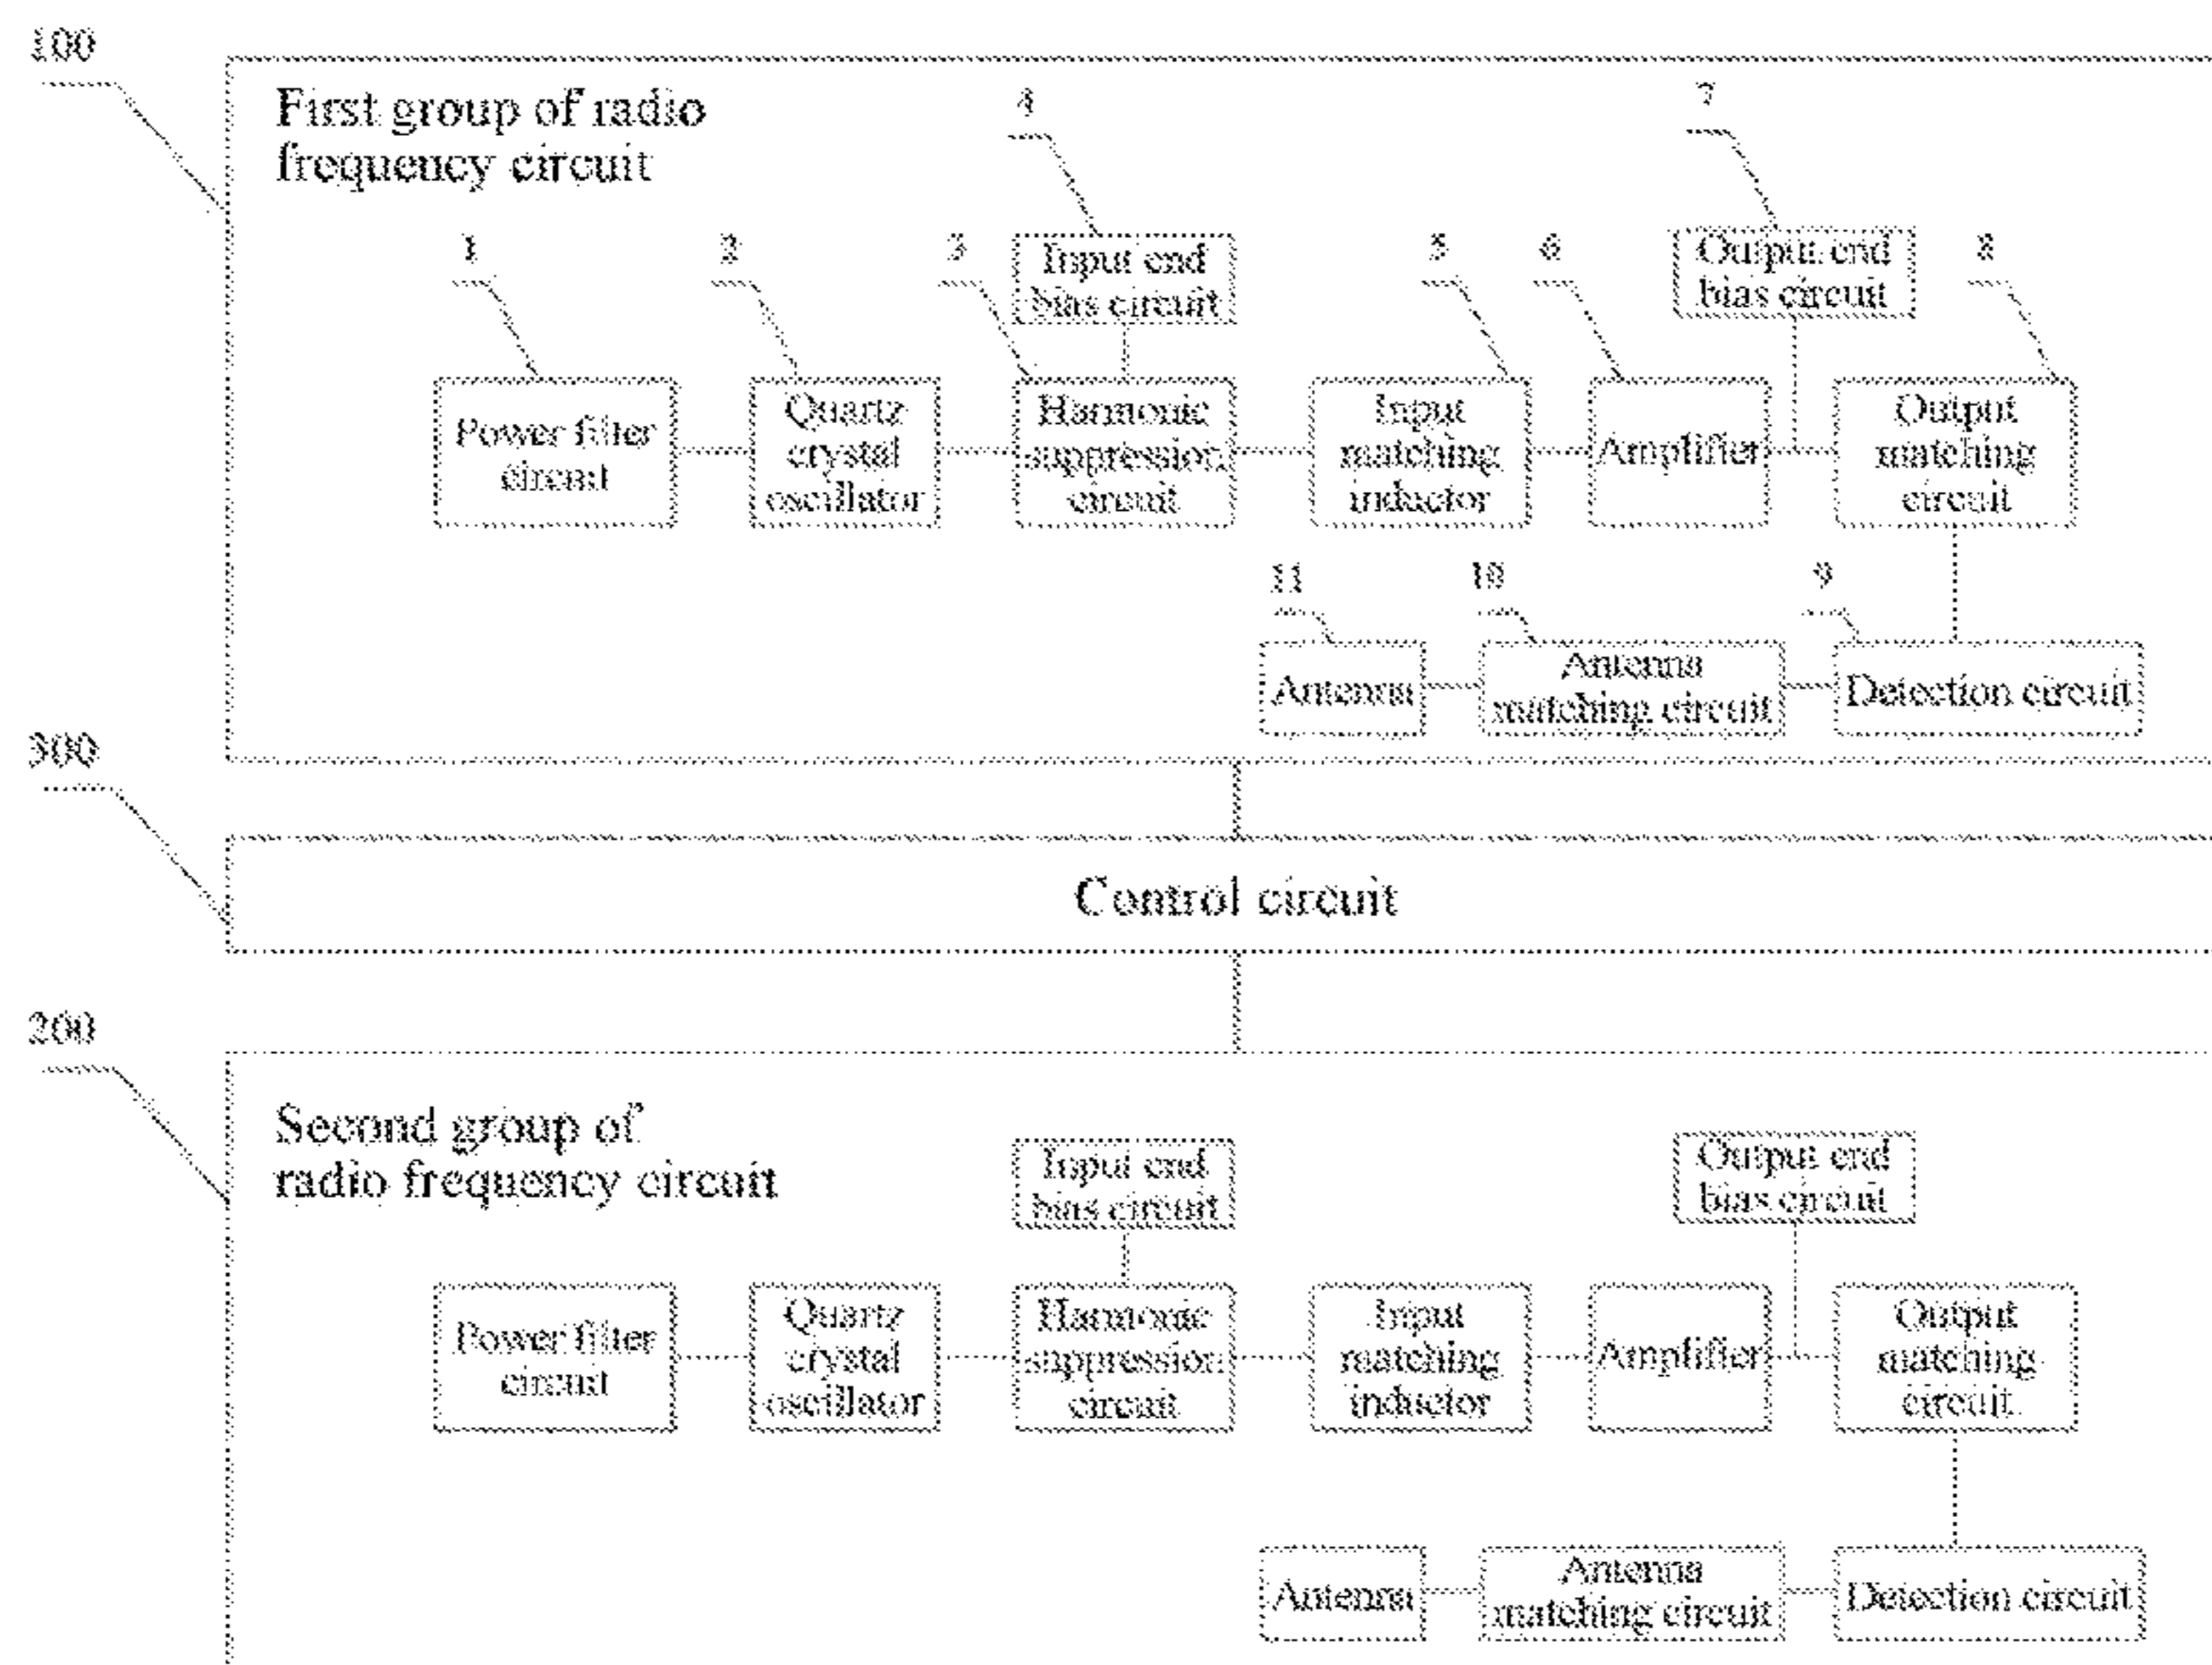 100
First group of radio
frequency circuit
4
7
1
2
3
Input end
bias circuit
5
6
Output end
bias circuit
8
Power filter
circuit
Quartz
crystal
oscillator
Harmonic
suppression
circuit
Input
matching
inductor
Amplifier
Output
matching
circuit
11
10
9
Antenna
Antenna
matching circuit
Detection circuit
300
Control circuit
200
Second group of
radio frequency circuit
Input end
bias circuit
Output end
bias circuit
Power filter
circuit
Quartz
crystal
oscillator
Harmonic
suppression
circuit
Input
matching
inductor
Amplifier
Output
matching
circuit
Antenna
Antenna
matching circuit
Detection circuit